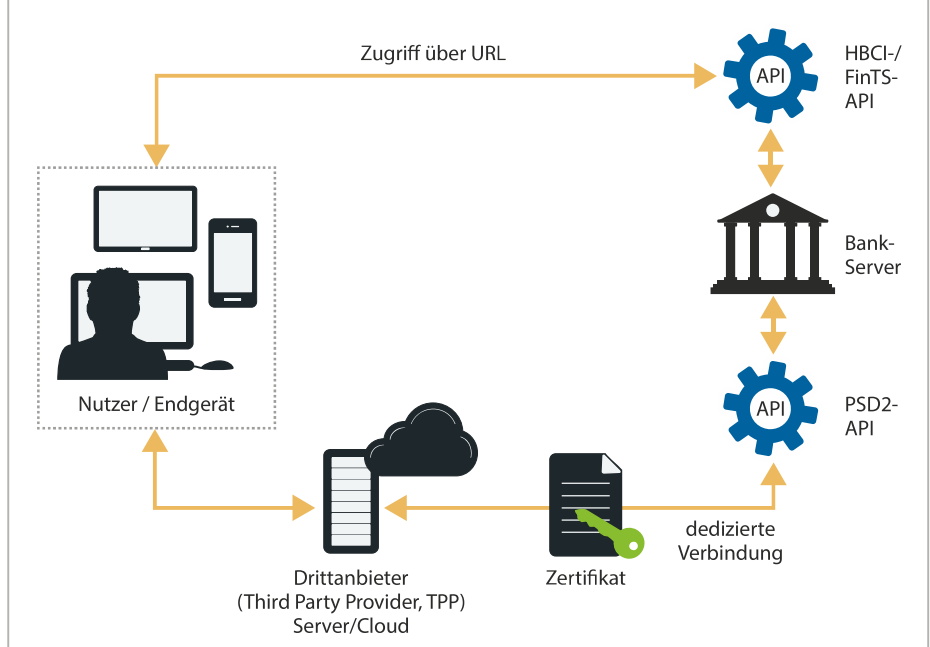 Zugriff über URL
API
HBCI-/
FinTS-
API
Bank-
Server
Nutzer / Endgerät
API
PSD2-
API
dedizierte
Verbindung
Drittanbieter
(Third Party Provider, TPP)
Server/Cloud
Zertifikat